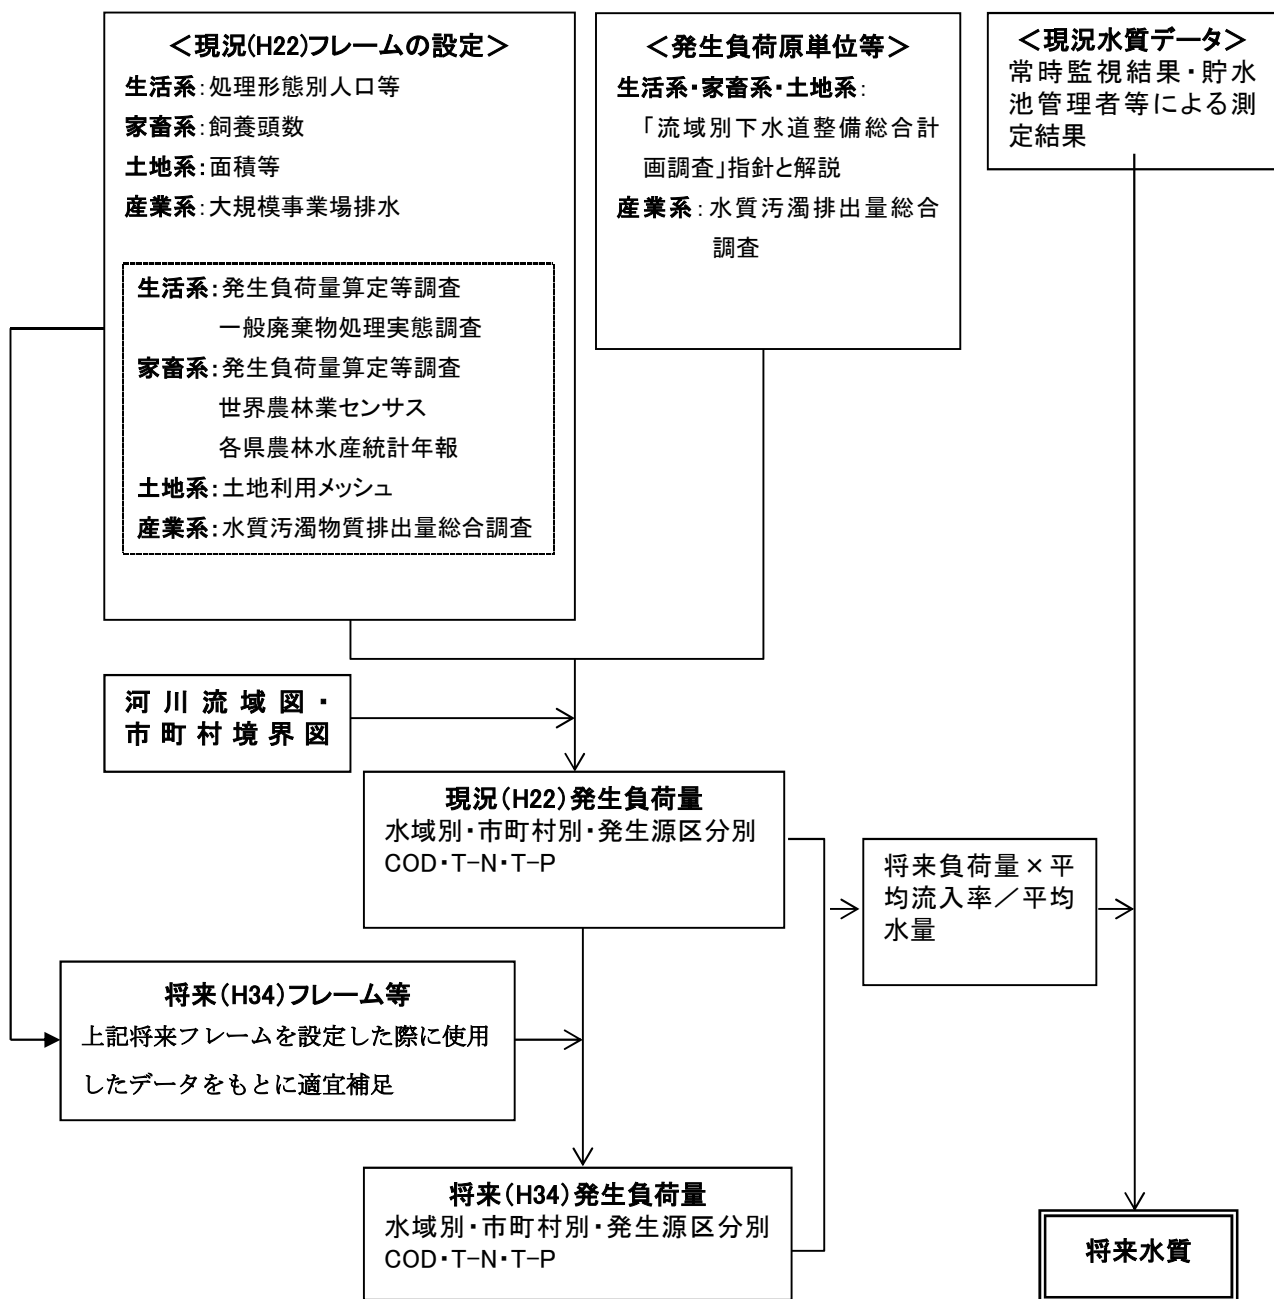 ＜現況(H22)フレームの設定＞
生活系：処理形態別人口等
家畜系：飼養頭数
土地系：面積等
産業系：大規模事業場排水
生活系：発生負荷量算定等調査
一般廃棄物処理実態調査
家畜系：発生負荷量算定等調査
世界農林業センサス
各県農林水産統計年報
土地系：土地利用メッシュ
産業系：水質汚濁物質排出量総合調査
＜発生負荷原単位等＞
生活系・家畜系・土地系：
「流域別下水道整備総合計
画調査」指針と解説
産業系：水質汚濁排出量総合
調査
＜現況水質データ＞
常時監視結果・貯水
池管理者等による測
定結果
河川流域図・
市町村境界図
現況（H22）発生負荷量
水域別・市町村別・発生源区分別
COD・T-N・T-P
将来負荷量×平
均流入率／平均
水量
将来（H34）フレーム等
上記将来フレームを設定した際に使用
したデータをもとに適宜補足
将来（H34）発生負荷量
水域別・市町村別・発生源区分別
COD・T-N・T-P
将来水質